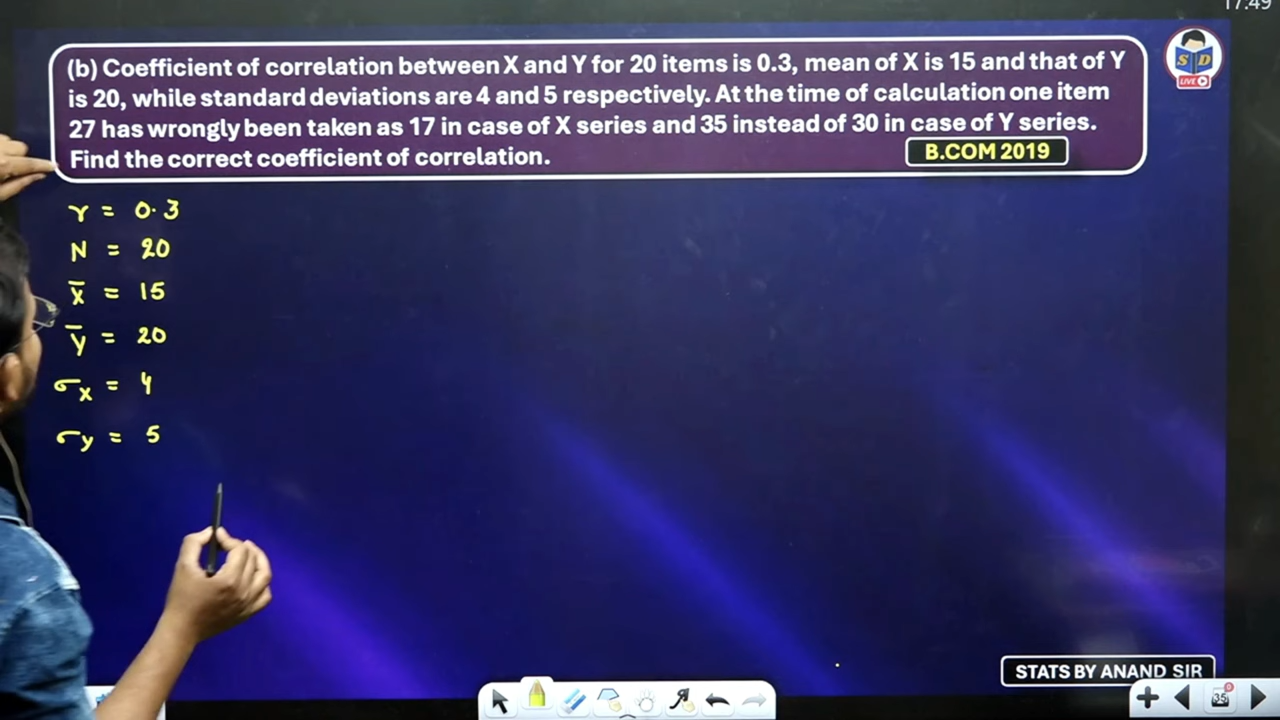 17:49
(b) Coefficient of correlation between X and Y for 20 items is 0.3, mean of X is 15 and that of Y
is 20, while standard deviations are 4 and 5 respectively. At the time of calculation one item
27 has wrongly been taken as 17 in case of X series and 35 instead of 30 in case of Y series.
Find the correct coefficient of correlation.
B.COM 2019
S D
LIVE
r = 0.3
N = 20
x̄ = 15
ȳ = 20
σx = 4
σy = 5
STATS BY ANAND SIR
35